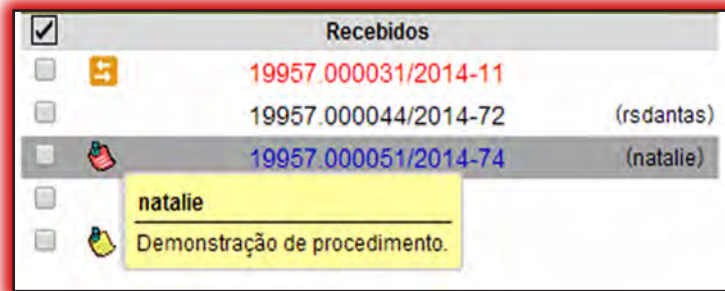 Recebidos
19957.000031/2014-11
19957.000044/2014-72 (rsdantas)
19957.000051/2014-74 (natalie)
natalie
Demonstração de procedimento.